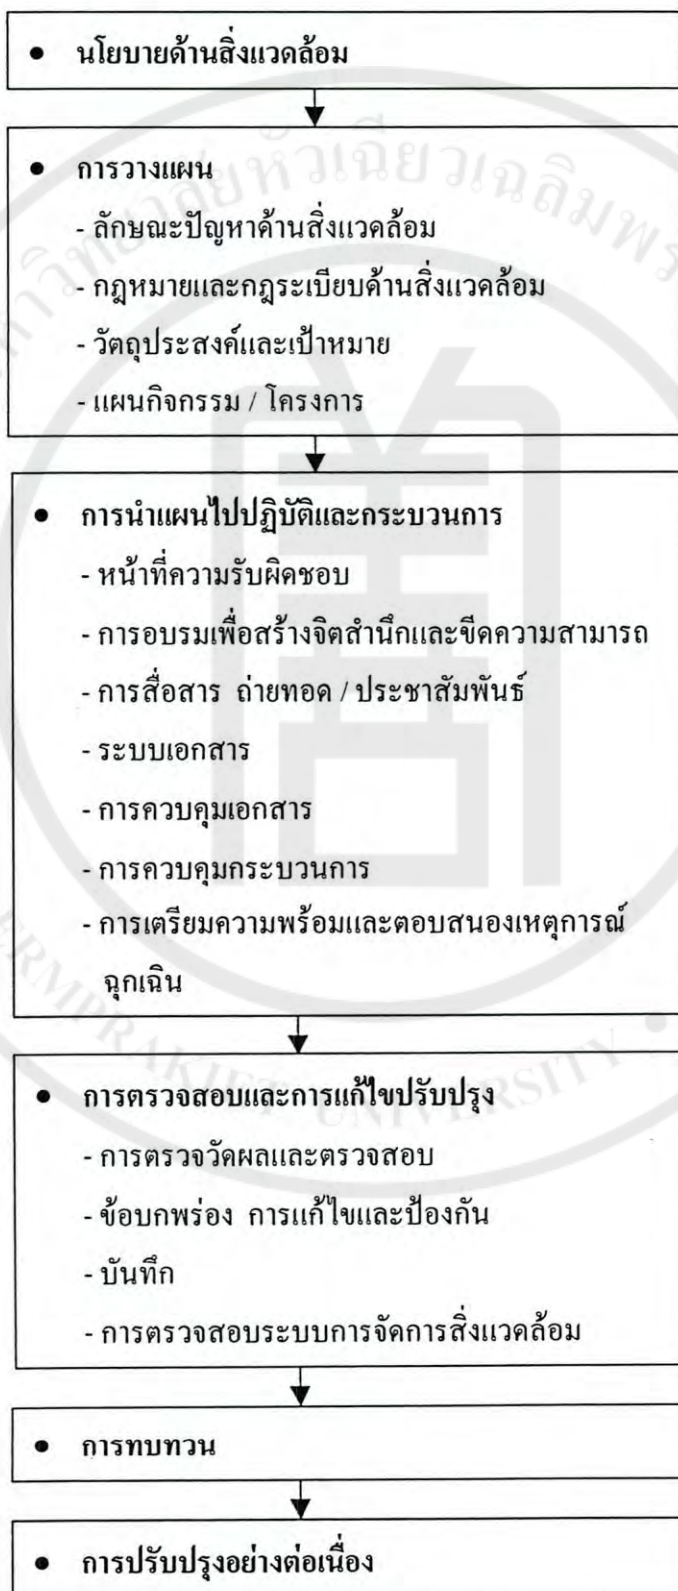 • นโยบายด้านสิ่งแวดล้อม
• การวางแผน
- ลักษณะปัญหาด้านสิ่งแวดล้อม
- กฎหมายและกฎระเบียบด้านสิ่งแวดล้อม
- วัตถุประสงค์และเป้าหมาย
- แผนกิจกรรม / โครงการ
• การนำแผนไปปฏิบัติและกระบวนการ
- หน้าที่ความรับผิดชอบ
- การอบรมเพื่อสร้างจิตสำนึกและขีดความสามารถ
- การสื่อสาร ถ่ายทอด / ประชาสัมพันธ์
- ระบบเอกสาร
- การควบคุมเอกสาร
- การควบคุมกระบวนการ
- การเตรียมความพร้อมและตอบสนองเหตุการณ์
ฉุกเฉิน
• การตรวจสอบและการแก้ไขปรับปรุง
- การตรวจวัดผลและตรวจสอบ
- ข้อบกพร่อง การแก้ไขและป้องกัน
- บันทึก
- การตรวจสอบระบบการจัดการสิ่งแวดล้อม
• การทบทวน
• การปรับปรุงอย่างต่อเนื่อง